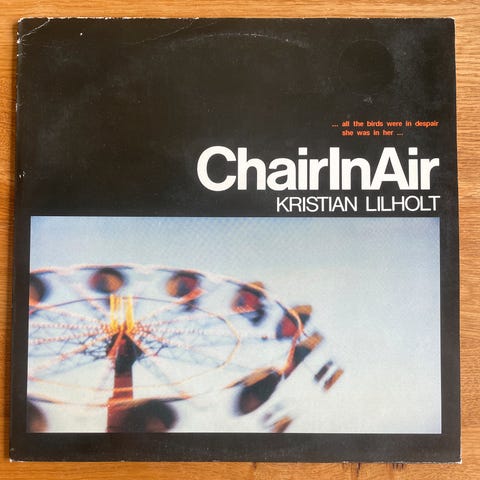 ... all the birds were in despair
she was in her ...
ChairInAir
KRISTIAN LILHOLT